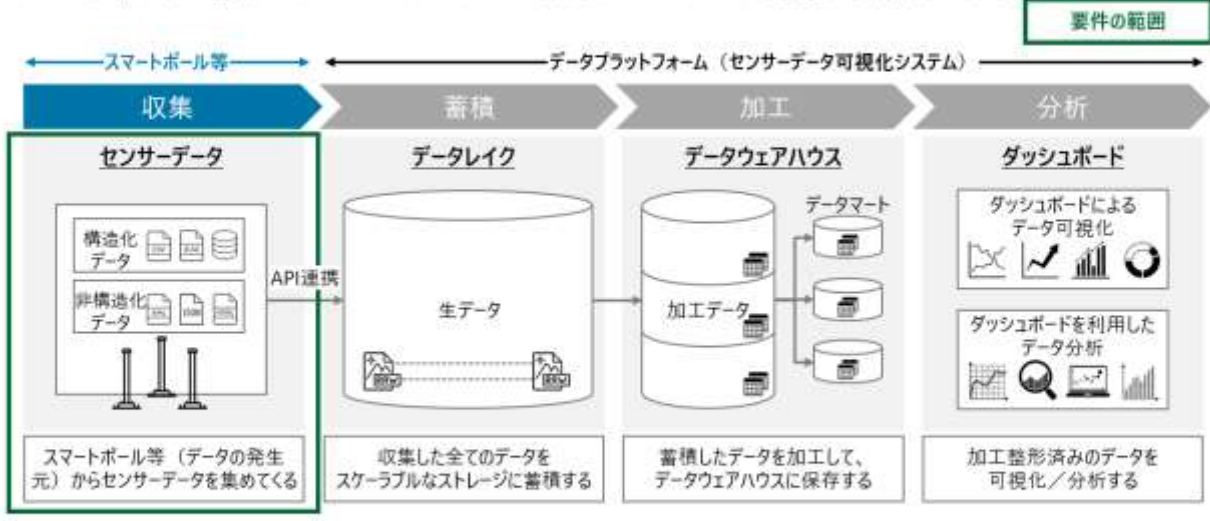 要件の範囲
スマートポール等
データプラットフォーム（センサーデータ可視化システム）
収集
蓄積
加工
分析
センサーデータ
データレイク
データウェアハウス
ダッシュボード
構造化
データ
非構造化
データ
API連携
生データ
加工データ
データマート
ダッシュボードによる
データ可視化
ダッシュボードを利用した
データ分析
スマートポール等（データの発生
元）からセンサーデータを集めてくる
収集した全てのデータを
スケーラブルなストレージに蓄積する
蓄積したデータを加工して、
データウェアハウスに保存する
加工整形済みのデータを
可視化／分析する